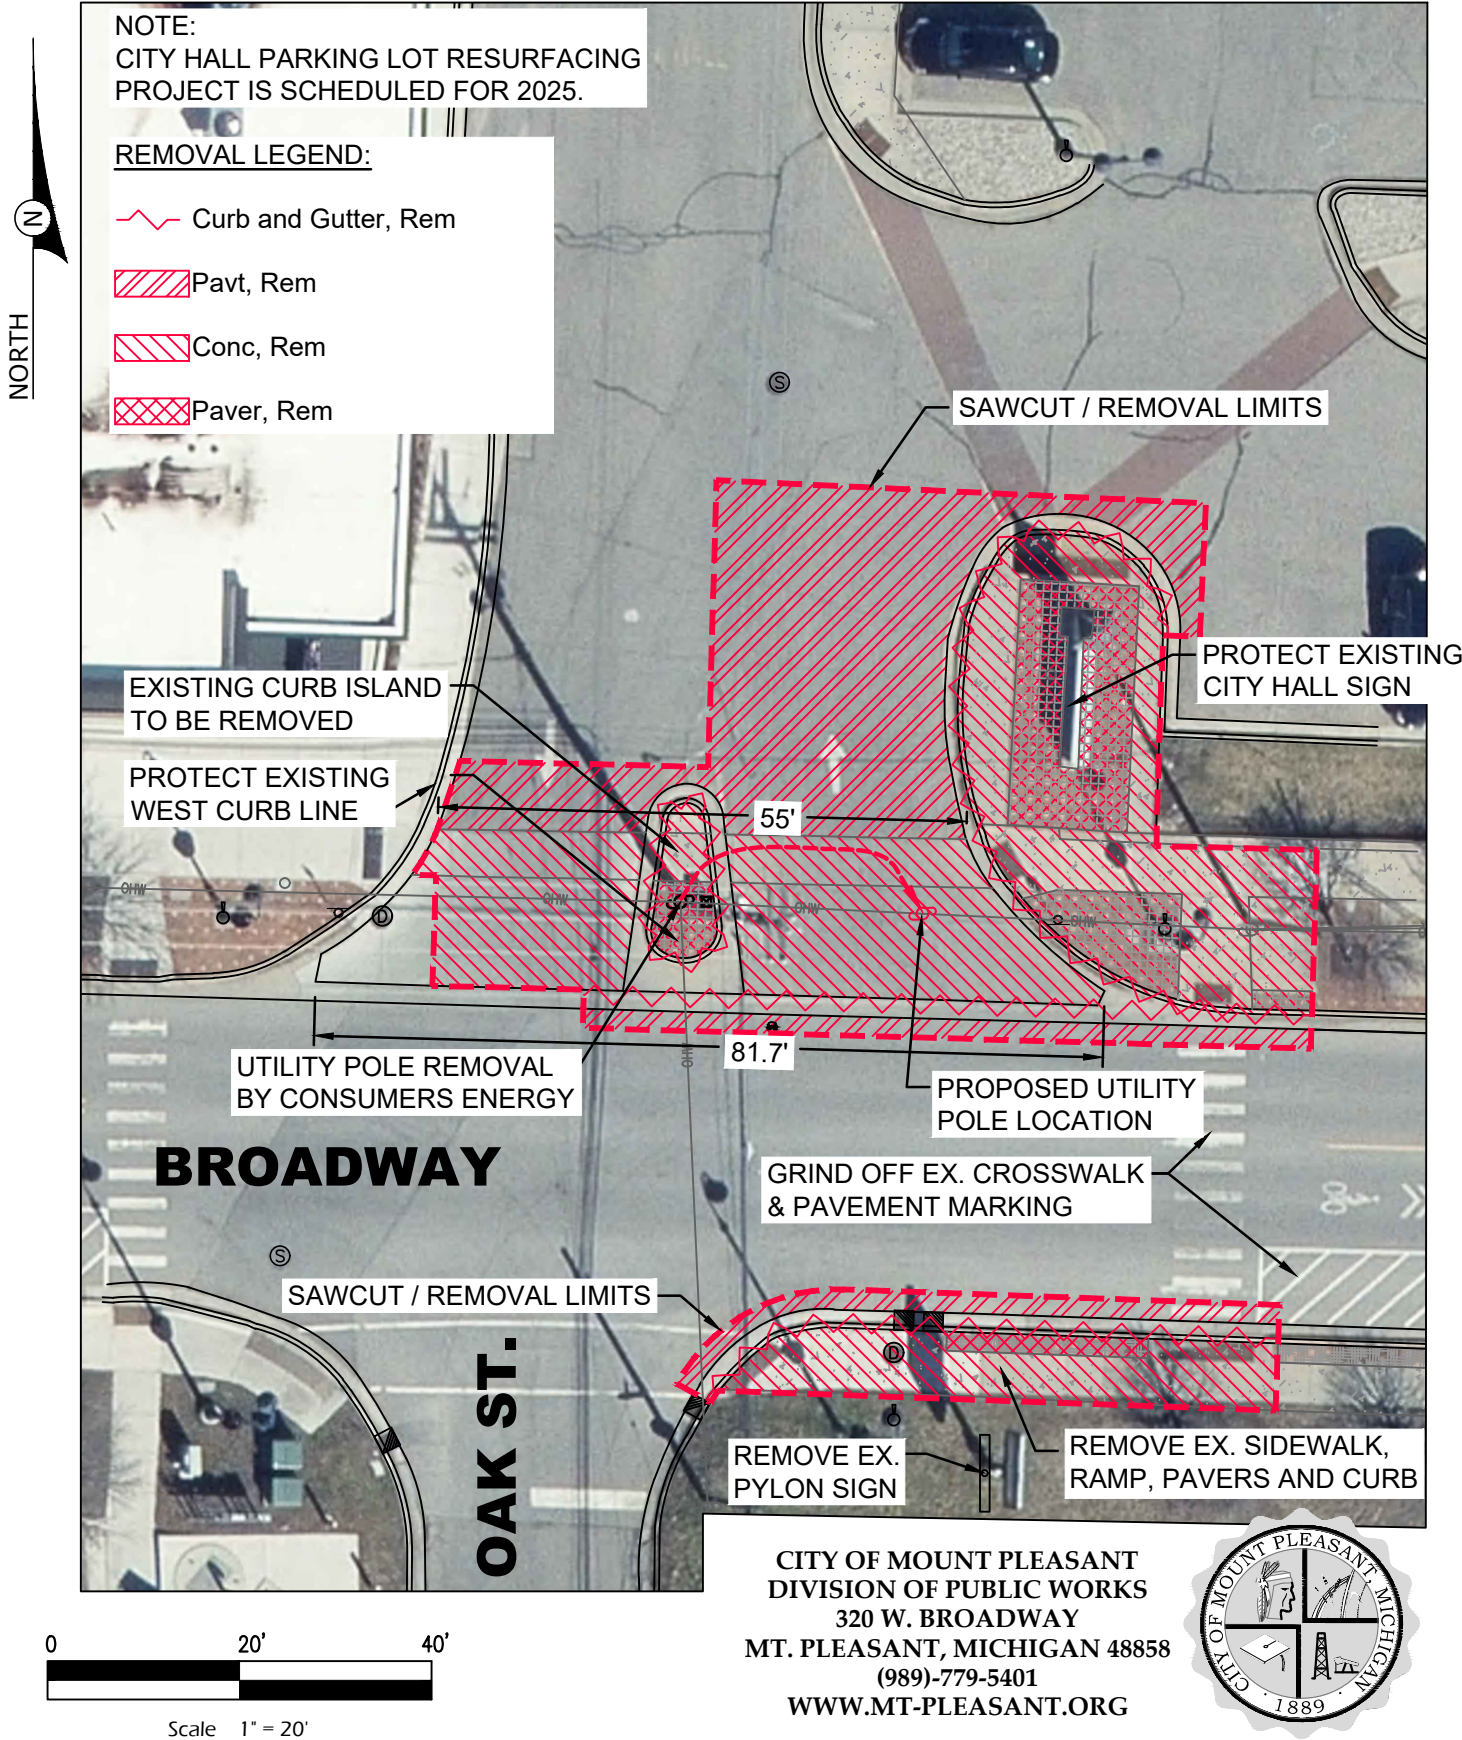 NOTE:
CITY HALL PARKING LOT RESURFACING
PROJECT IS SCHEDULED FOR 2025.
REMOVAL LEGEND:
Curb and Gutter, Rem
Pavt, Rem
Conc, Rem
Paver, Rem
N
NORTH
S
SAWCUT / REMOVAL LIMITS
PROTECT EXISTING
CITY HALL SIGN
EXISTING CURB ISLAND
TO BE REMOVED
PROTECT EXISTING
WEST CURB LINE
55'
OHW
OHW
OHW
OHW
D
OHW
81.7'
UTILITY POLE REMOVAL
BY CONSUMERS ENERGY
PROPOSED UTILITY
POLE LOCATION
BROADWAY
GRIND OFF EX. CROSSWALK
& PAVEMENT MARKING
S
SAWCUT / REMOVAL LIMITS
D
OAK ST.
REMOVE EX.
PYLON SIGN
REMOVE EX. SIDEWALK,
RAMP, PAVERS AND CURB
CITY OF MOUNT PLEASANT
DIVISION OF PUBLIC WORKS
320 W. BROADWAY
MT. PLEASANT, MICHIGAN 48858
(989)-779-5401
WWW.MT-PLEASANT.ORG
CITY OF MOUNT PLEASANT, MICHIGAN
· 1889 ·
0 20' 40'
Scale 1" = 20'